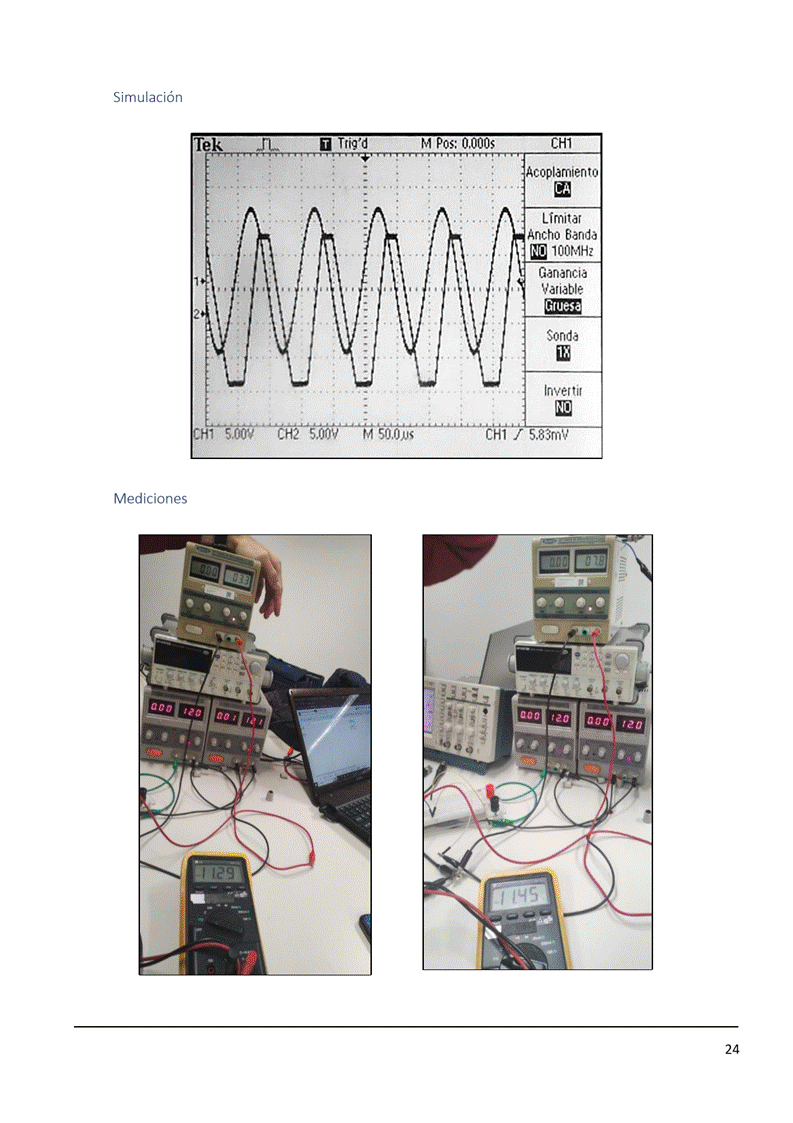 Simulación
Tek T Trig'd M Pos: 0.000s CH1
Acoplamiento
CA
Límitar
Ancho Banda
NO 100MHz
Ganancia
Variable
Gruesa
Sonda
1X
Invertir
NO
1
2
CH1 5.00V CH2 5.00V M 50.0µs CH1 5.83mV
Mediciones
0.00 03.3
0.00 12.0 0.01 12.1
11.29
0.00 07.8
0.00 12.0 0.00 12.0
11.45
24